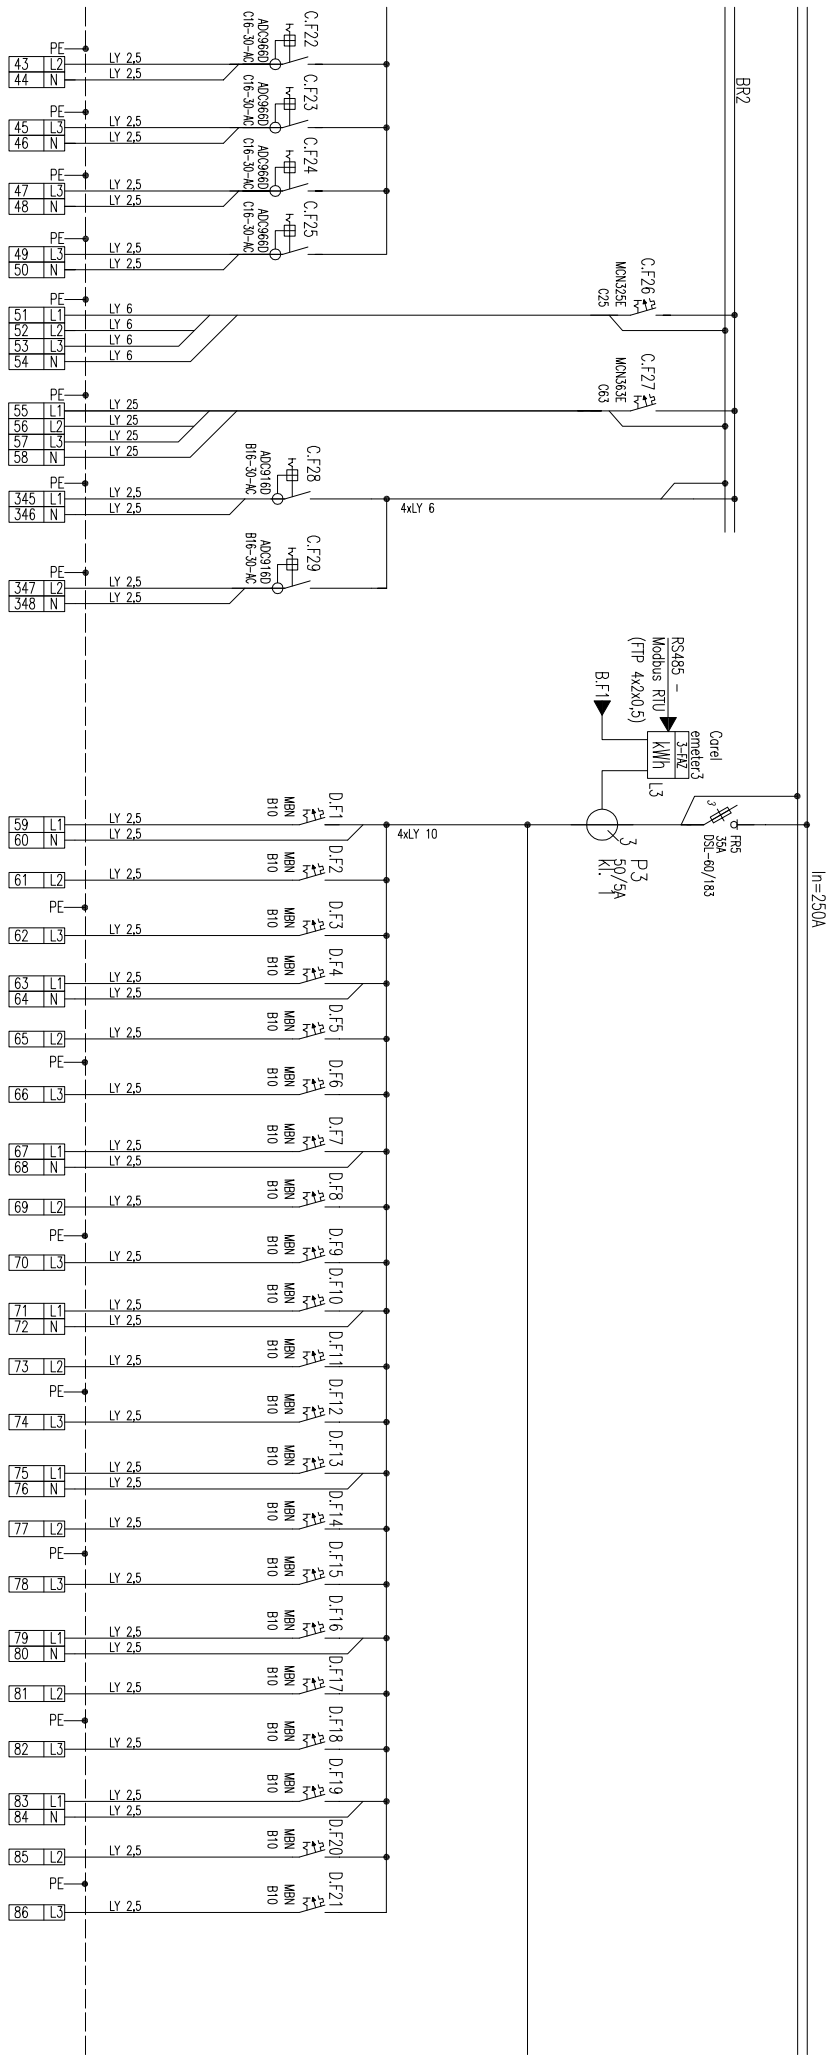 BR2
In=250A
PE
43 L2 LY 2,5
44 N LY 2,5
C.F22
ADC966D
C16-30-AC
PE
45 L3 LY 2,5
46 N LY 2,5
C.F23
ADC966D
C16-30-AC
PE
47 L3 LY 2,5
48 N LY 2,5
C.F24
ADC966D
C16-30-AC
PE
49 L3 LY 2,5
50 N LY 2,5
C.F25
ADC966D
C16-30-AC
PE
51 L1 LY 6
52 L2 LY 6
53 L3 LY 6
54 N LY 6
C.F26
MCN325E
C25
PE
55 L1 LY 25
56 L2 LY 25
57 L3 LY 25
58 N LY 25
C.F27
MCN363E
C63
PE
345 L1 LY 2,5
346 N LY 2,5
C.F28
ADC916D
B16-30-AC
4xLY 6
PE
347 L2 LY 2,5
348 N LY 2,5
C.F29
ADC916D
B16-30-AC
RS485 -
Modbus RTU
(FTP 4x2x0,5)
B.F1
Carel
emeter3
3-FAZ
kWh
L3
3
FR5
35A
DSL-60/183
3
P3
50/5A
Kl. 1
4xLY 10
59 L1 LY 2,5
60 N LY 2,5
D.F1
MBN
B10
61 L2 LY 2,5
D.F2
MBN
B10
PE
62 L3 LY 2,5
D.F3
MBN
B10
63 L1 LY 2,5
64 N LY 2,5
D.F4
MBN
B10
65 L2 LY 2,5
D.F5
MBN
B10
PE
66 L3 LY 2,5
D.F6
MBN
B10
67 L1 LY 2,5
68 N LY 2,5
D.F7
MBN
B10
69 L2 LY 2,5
D.F8
MBN
B10
PE
70 L3 LY 2,5
D.F9
MBN
B10
71 L1 LY 2,5
72 N LY 2,5
D.F10
MBN
B10
73 L2 LY 2,5
D.F11
MBN
B10
PE
74 L3 LY 2,5
D.F12
MBN
B10
75 L1 LY 2,5
76 N LY 2,5
D.F13
MBN
B10
77 L2 LY 2,5
D.F14
MBN
B10
PE
78 L3 LY 2,5
D.F15
MBN
B10
79 L1 LY 2,5
80 N LY 2,5
D.F16
MBN
B10
81 L2 LY 2,5
D.F17
MBN
B10
PE
82 L3 LY 2,5
D.F18
MBN
B10
83 L1 LY 2,5
84 N LY 2,5
D.F19
MBN
B10
85 L2 LY 2,5
D.F20
MBN
B10
PE
86 L3 LY 2,5
D.F21
MBN
B10